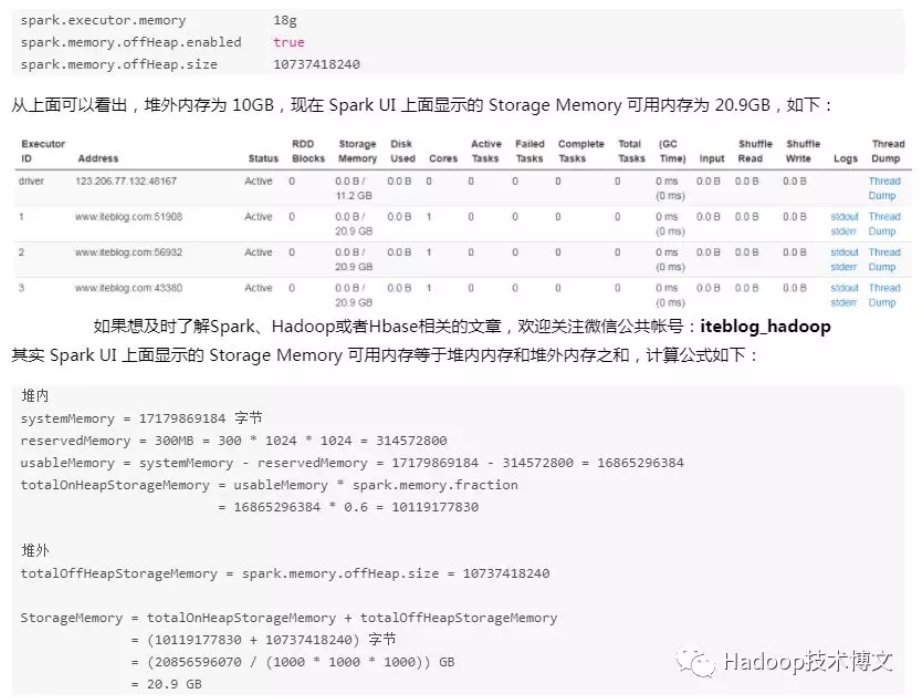 spark.executor.memory 18g
spark.memory.offHeap.enabled true
spark.memory.offHeap.size 10737418240
从上面可以看出，堆外内存为 10GB，现在 Spark UI 上面显示的 Storage Memory 可用内存为 20.9GB，如下：
Executor ID Address Status RDD Blocks Storage Memory Disk Used Cores Active Tasks Failed Tasks Complete Tasks Total Tasks (GC Time) Input Shuffle Read Shuffle Write Logs Thread Dump
driver 123.206.77.132:48167 Active 0 0.0 B / 11.2 GB 0.0 B 0 0 0 0 0 0 ms (0 ms) 0.0 B 0.0 B 0.0 B Thread Dump
1 www.iteblog.com:51908 Active 0 0.0 B / 20.9 GB 0.0 B 1 0 0 0 0 0 ms (0 ms) 0.0 B 0.0 B 0.0 B stdout stderr Thread Dump
2 www.iteblog.com:56932 Active 0 0.0 B / 20.9 GB 0.0 B 1 0 0 0 0 0 ms (0 ms) 0.0 B 0.0 B 0.0 B stdout stderr Thread Dump
3 www.iteblog.com:43380 Active 0 0.0 B / 20.9 GB 0.0 B 1 0 0 0 0 0 ms (0 ms) 0.0 B 0.0 B 0.0 B stdout stderr Thread Dump
如果想及时了解Spark、Hadoop或者Hbase相关的文章，欢迎关注微信公共帐号：iteblog_hadoop
其实 Spark UI 上面显示的 Storage Memory 可用内存等于堆内内存和堆外内存之和，计算公式如下：
堆内
systemMemory = 17179869184 字节
reservedMemory = 300MB = 300 * 1024 * 1024 = 314572800
usableMemory = systemMemory - reservedMemory = 17179869184 - 314572800 = 16865296384
totalOnHeapStorageMemory = usableMemory * spark.memory.fraction
= 16865296384 * 0.6 = 10119177830
堆外
totalOffHeapStorageMemory = spark.memory.offHeap.size = 10737418240
StorageMemory = totalOnHeapStorageMemory + totalOffHeapStorageMemory
= (10119177830 + 10737418240) 字节
= (20856596070 / (1000 * 1000 * 1000)) GB
= 20.9 GB
Hadoop技术博文